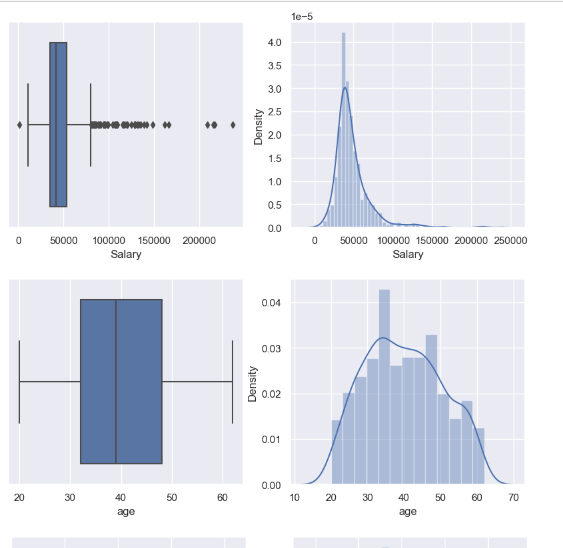 0 50000 100000 150000 200000
Salary
1e−5
4.0
3.5
3.0
2.5
2.0
1.5
1.0
0.5
0.0
Density
0 50000 100000 150000 200000 250000
Salary
20 30 40 50 60
age
0.04
0.03
0.02
0.01
0.00
Density
10 20 30 40 50 60 70
age